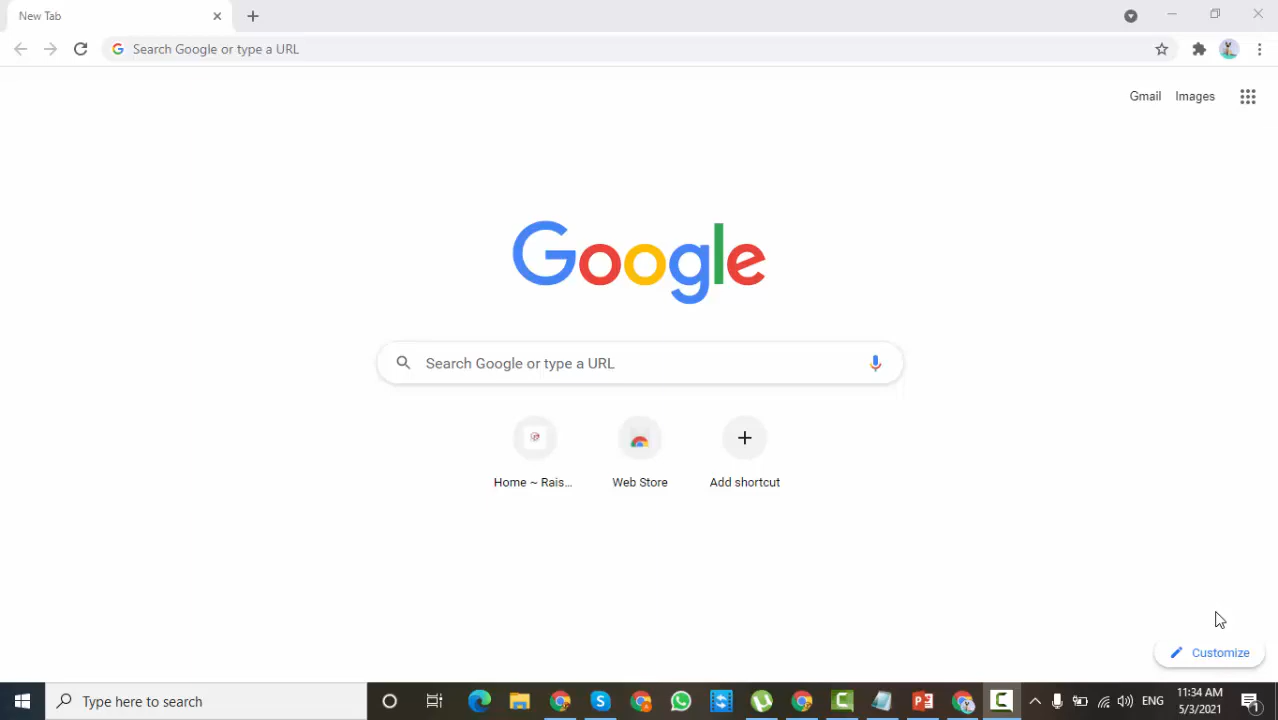 New Tab
Search Google or type a URL
Gmail Images
Google
Search Google or type a URL
Home ~ Rais... Web Store Add shortcut
Customize
Type here to search
ENG
11:34 AM
5/3/2021
1